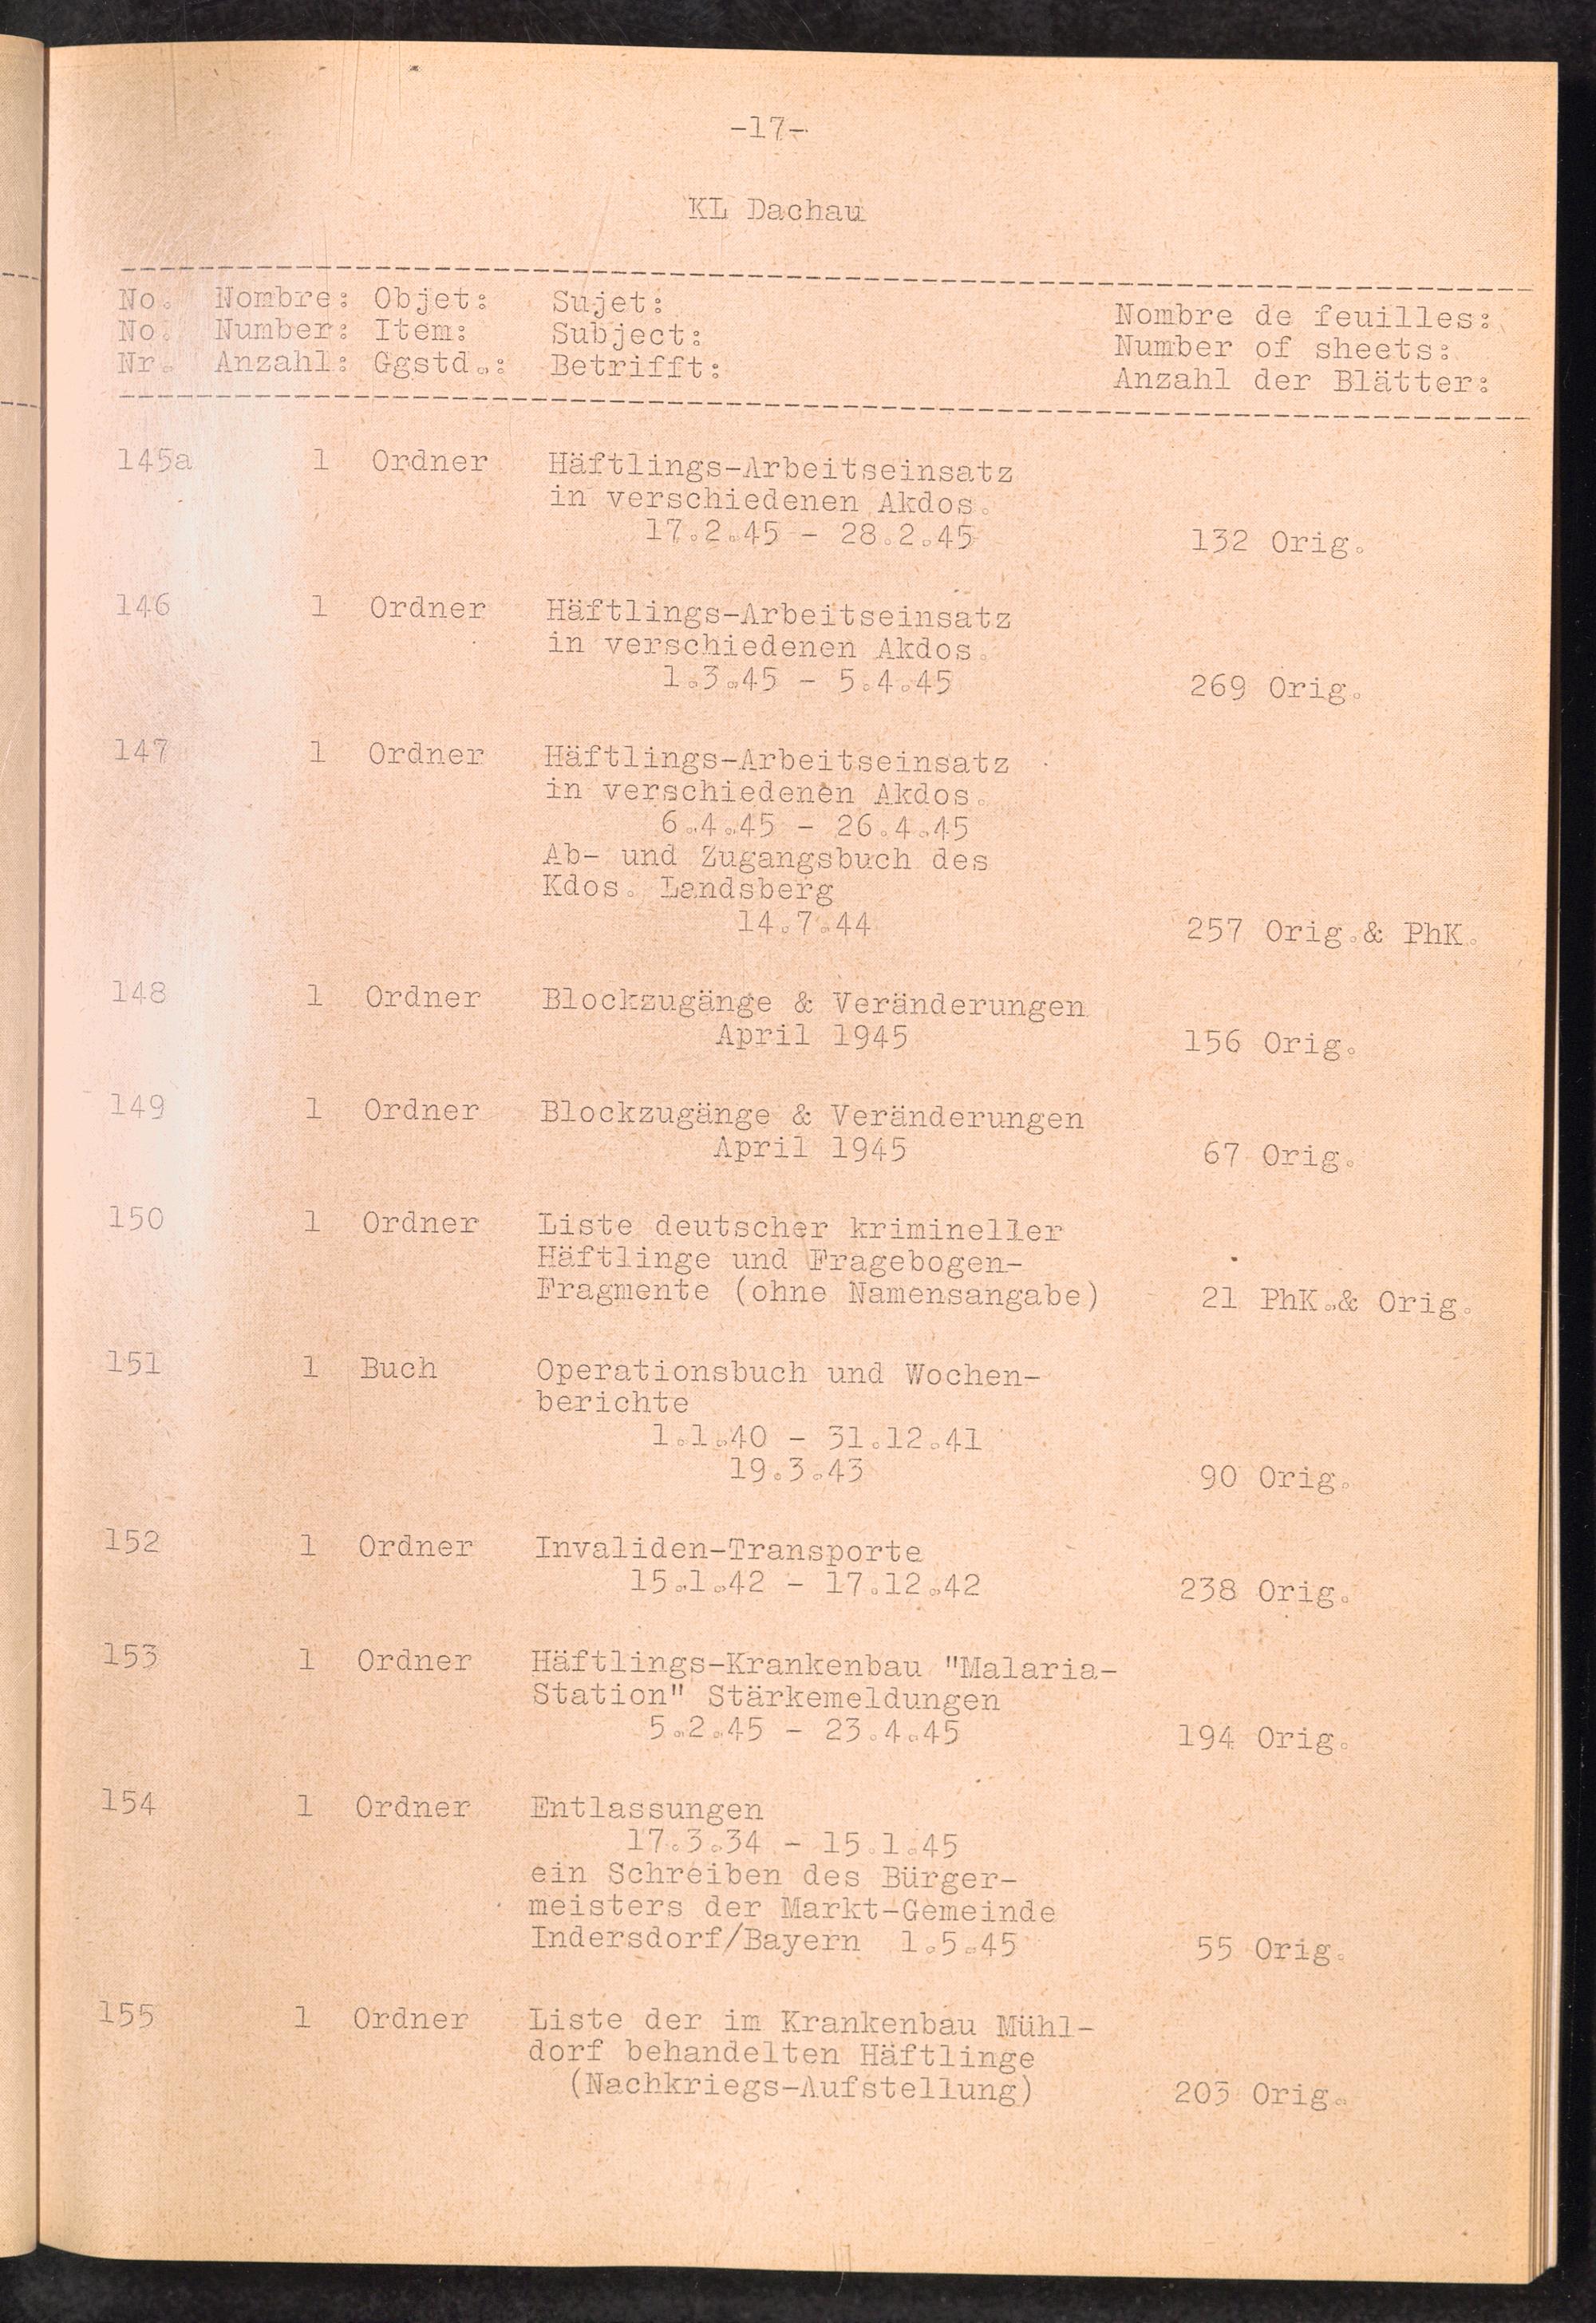 -17-
KL Dachau
No. Nombre: Objet: Sujet: Nombre de feuilles:
No. Number: Item: Subject: Number of sheets:
Nr. Anzahl: Ggstd.: Betrifft: Anzahl der Blätter:
145a 1 Ordner Häftlings-Arbeitseinsatz
in verschiedenen Akdos.
17.2.45 - 28.2.45 132 Orig.
146 1 Ordner Häftlings-Arbeitseinsatz
in verschiedenen Akdos.
1.3.45 - 5.4.45 269 Orig.
147 1 Ordner Häftlings-Arbeitseinsatz
in verschiedenen Akdos.
6.4.45 - 26.4.45
Ab- und Zugangsbuch des
Kdos. Landsberg
14.7.44 257 Orig.& PhK.
148 1 Ordner Blockzugänge & Veränderungen
April 1945 156 Orig.
149 1 Ordner Blockzugänge & Veränderungen
April 1945 67 Orig.
150 1 Ordner Liste deutscher krimineller
Häftlinge und Fragebogen-
Fragmente (ohne Namensangabe) 21 PhK.& Orig.
151 1 Buch Operationsbuch und Wochen-
berichte
1.1.40 - 31.12.41
19.3.43 90 Orig.
152 1 Ordner Invaliden-Transporte
15.1.42 - 17.12.42 238 Orig.
153 1 Ordner Häftlings-Krankenbau "Malaria-
Station" Stärkemeldungen
5.2.45 - 23.4.45 194 Orig.
154 1 Ordner Entlassungen
17.3.34 - 15.1.45
ein Schreiben des Bürger-
meisters der Markt-Gemeinde
Indersdorf/Bayern 1.5.45 55 Orig.
155 1 Ordner Liste der im Krankenbau Mühl-
dorf behandelten Häftlinge
(Nachkriegs-Aufstellung) 203 Orig.